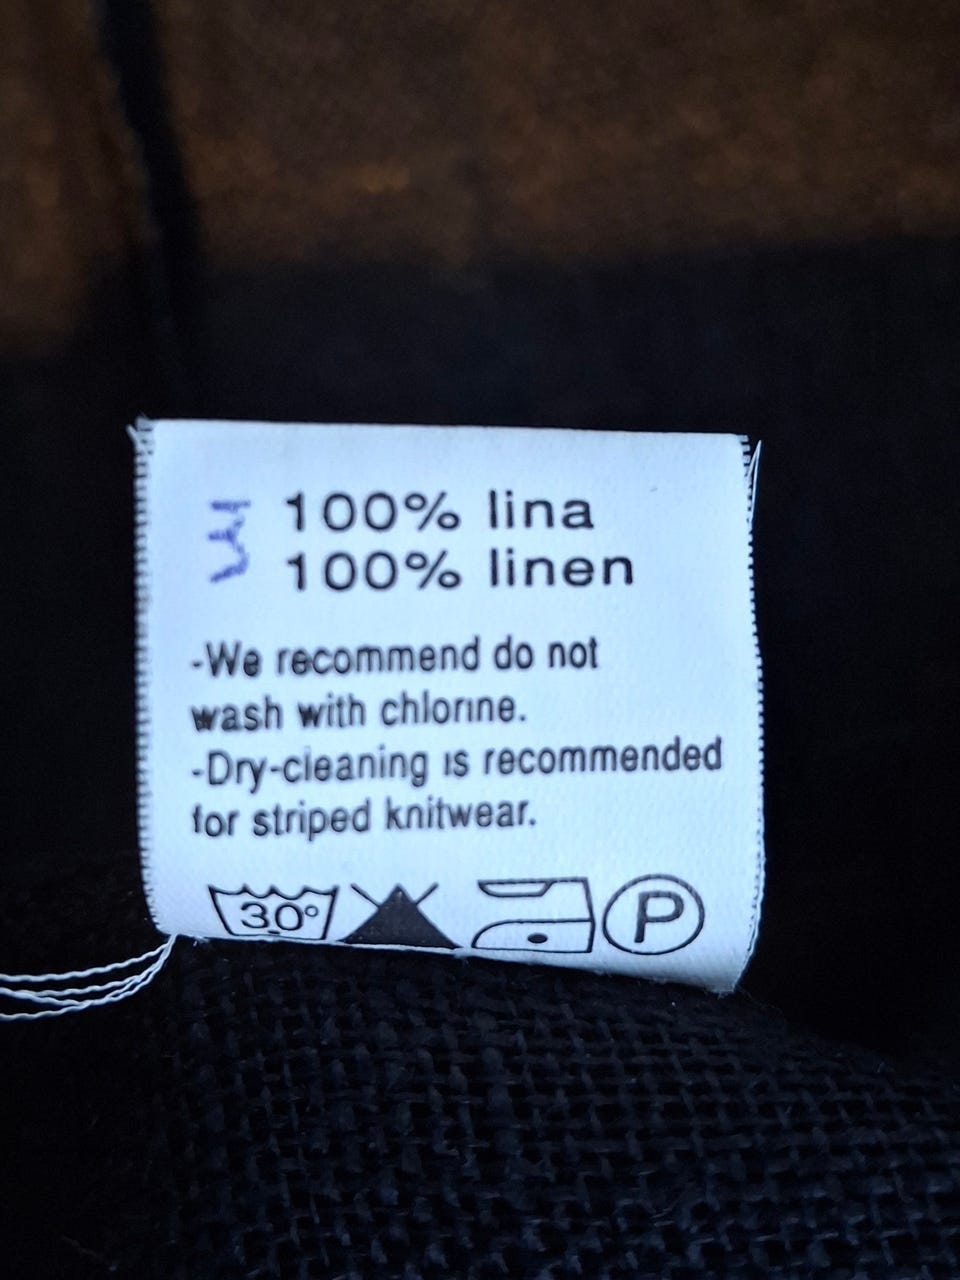 100% lina
100% linen
-We recommend do not
wash with chlorine.
-Dry-cleaning is recommended
for striped knitwear.
30°
P